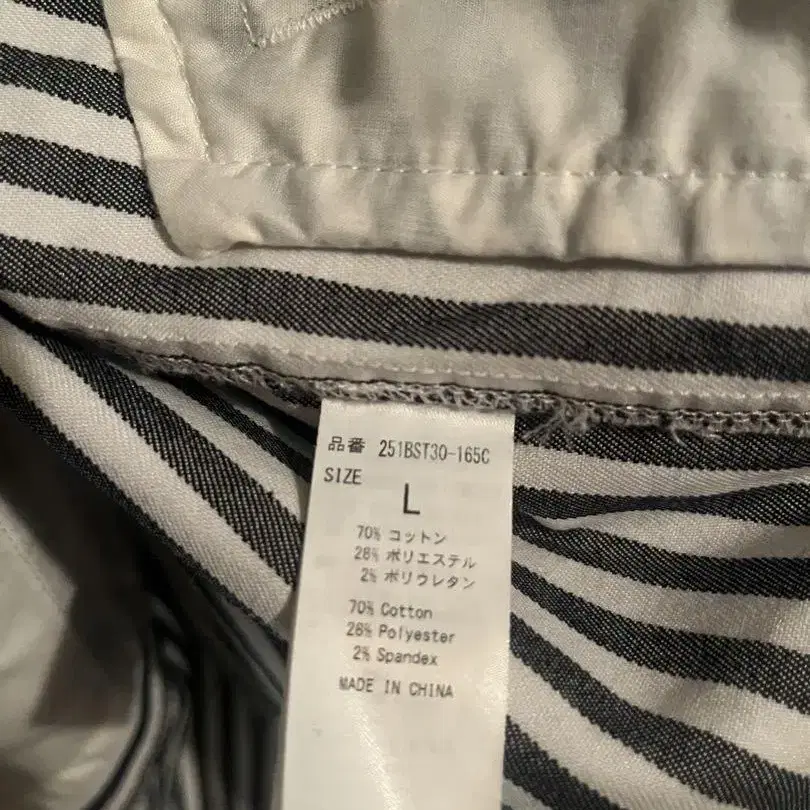 品番 251BST30-165C
SIZE
L
70% コットン
28% ポリエステル
2% ポリウレタン
70% Cotton
28% Polyester
2% Spandex
MADE IN CHINA